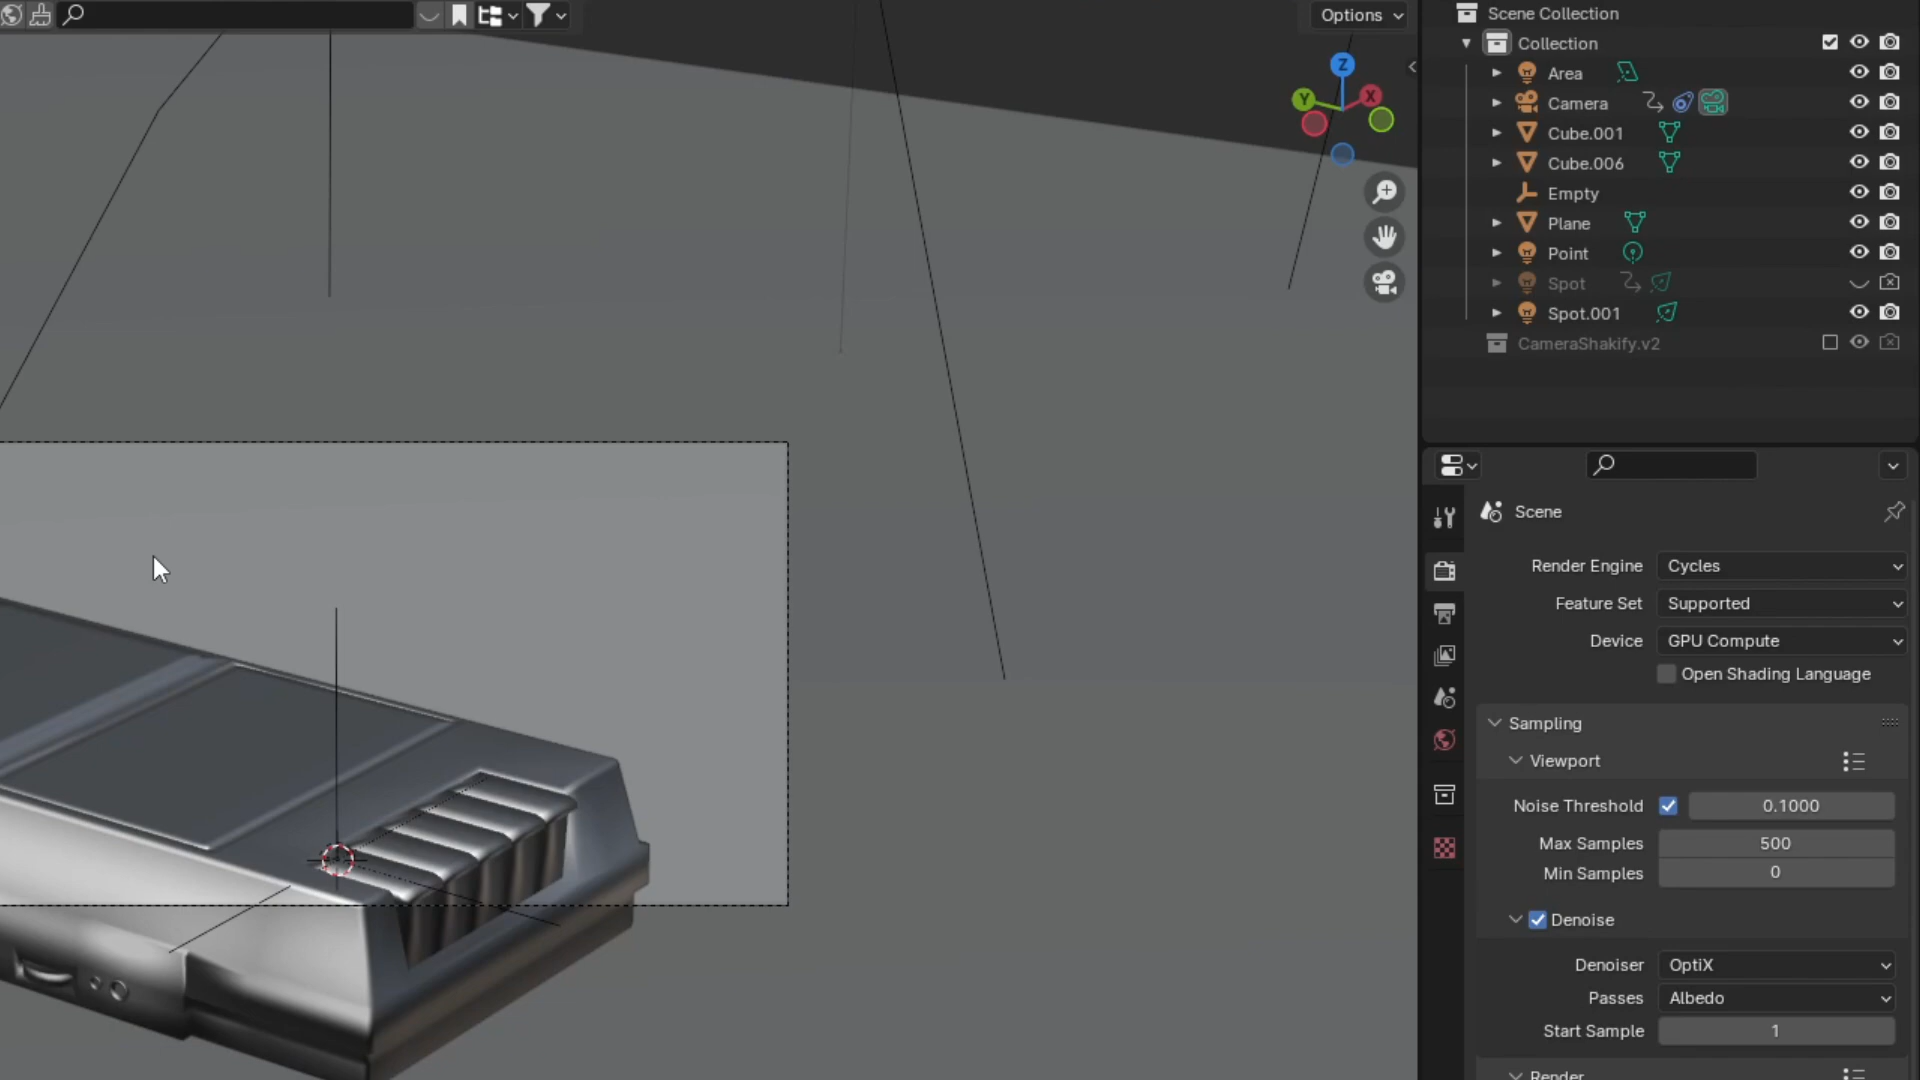 Options
Z
Y
X
Scene Collection
Collection
Area
Camera
Cube.001
Cube.006
Empty
Plane
Point
Spot
Spot.001
CameraShakify.v2
Scene
Render Engine Cycles
Feature Set Supported
Device GPU Compute
Open Shading Language
Sampling
Viewport
Noise Threshold 0.1000
Max Samples 500
Min Samples 0
Denoise
Denoiser OptiX
Passes Albedo
Start Sample 1
Render